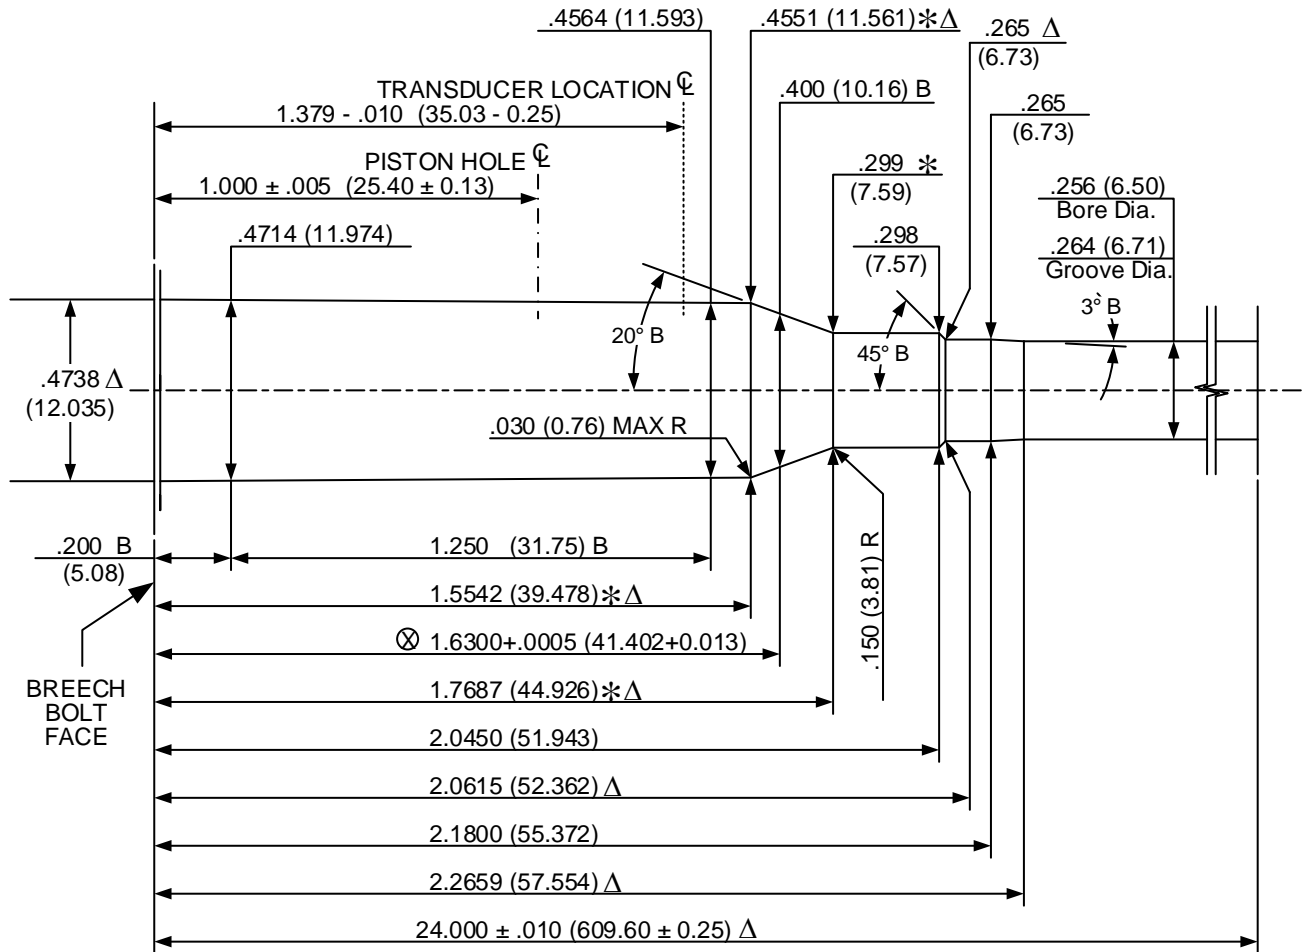 .4564 (11.593)
.4551 (11.561)＊Δ
.265 Δ
(6.73)
TRANSDUCER LOCATION ℄
1.379 - .010 (35.03 - 0.25)
.400 (10.16) B
.265
(6.73)
PISTON HOLE ℄
1.000 ± .005 (25.40 ± 0.13)
.299 ＊
(7.59)
.256 (6.50)
Bore Dia.
.4714 (11.974)
.298
(7.57)
.264 (6.71)
Groove Dia.
3° B
20° B
45° B
.4738 Δ
(12.035)
.030 (0.76) MAX R
.200 B
(5.08)
1.250 (31.75) B
.150 (3.81) R
1.5542 (39.478)＊Δ
Ⓧ 1.6300+.0005 (41.402+0.013)
BREECH
BOLT
FACE
1.7687 (44.926)＊Δ
2.0450 (51.943)
2.0615 (52.362) Δ
2.1800 (55.372)
2.2659 (57.554) Δ
24.000 ± .010 (609.60 ± 0.25) Δ